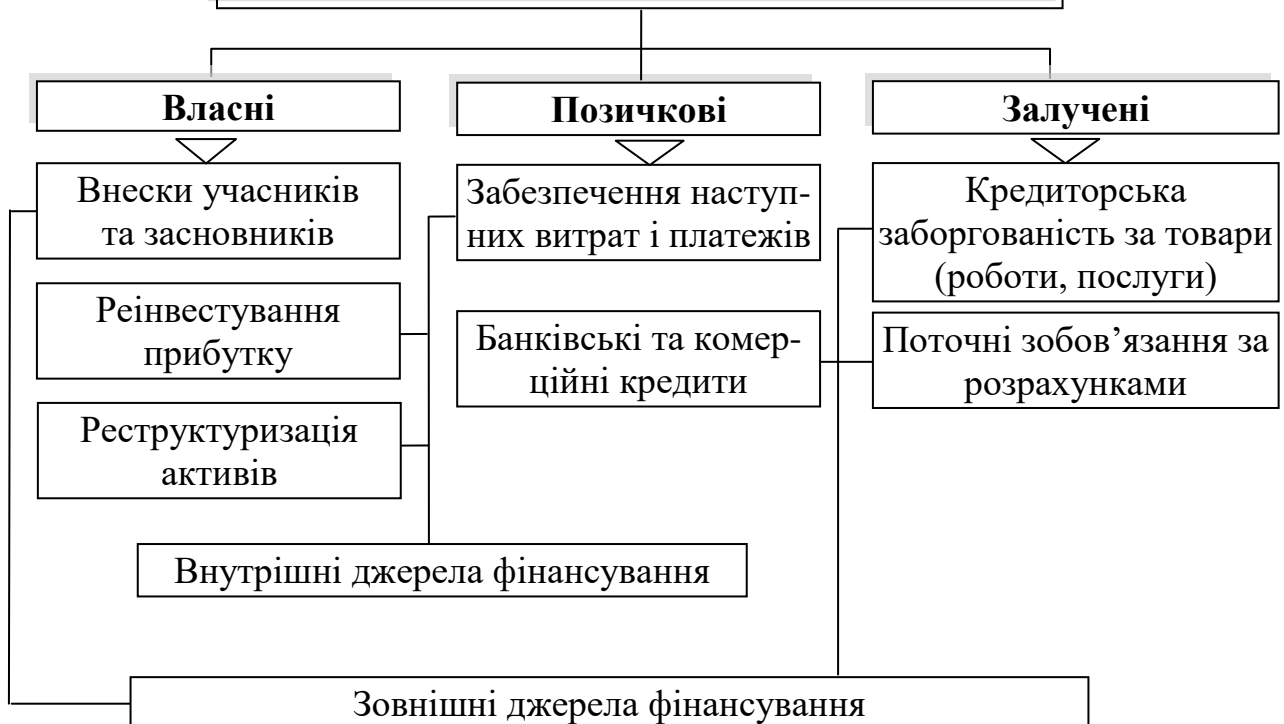 Власні
Позичкові
Залучені
Внески учасників
та засновників
Забезпечення наступ-
них витрат і платежів
Кредиторська
заборгованість за товари
(роботи, послуги)
Реінвестування
прибутку
Банківські та комер-
ційні кредити
Поточні зобов’язання за
розрахунками
Реструктуризація
активів
Внутрішні джерела фінансування
Зовнішні джерела фінансування